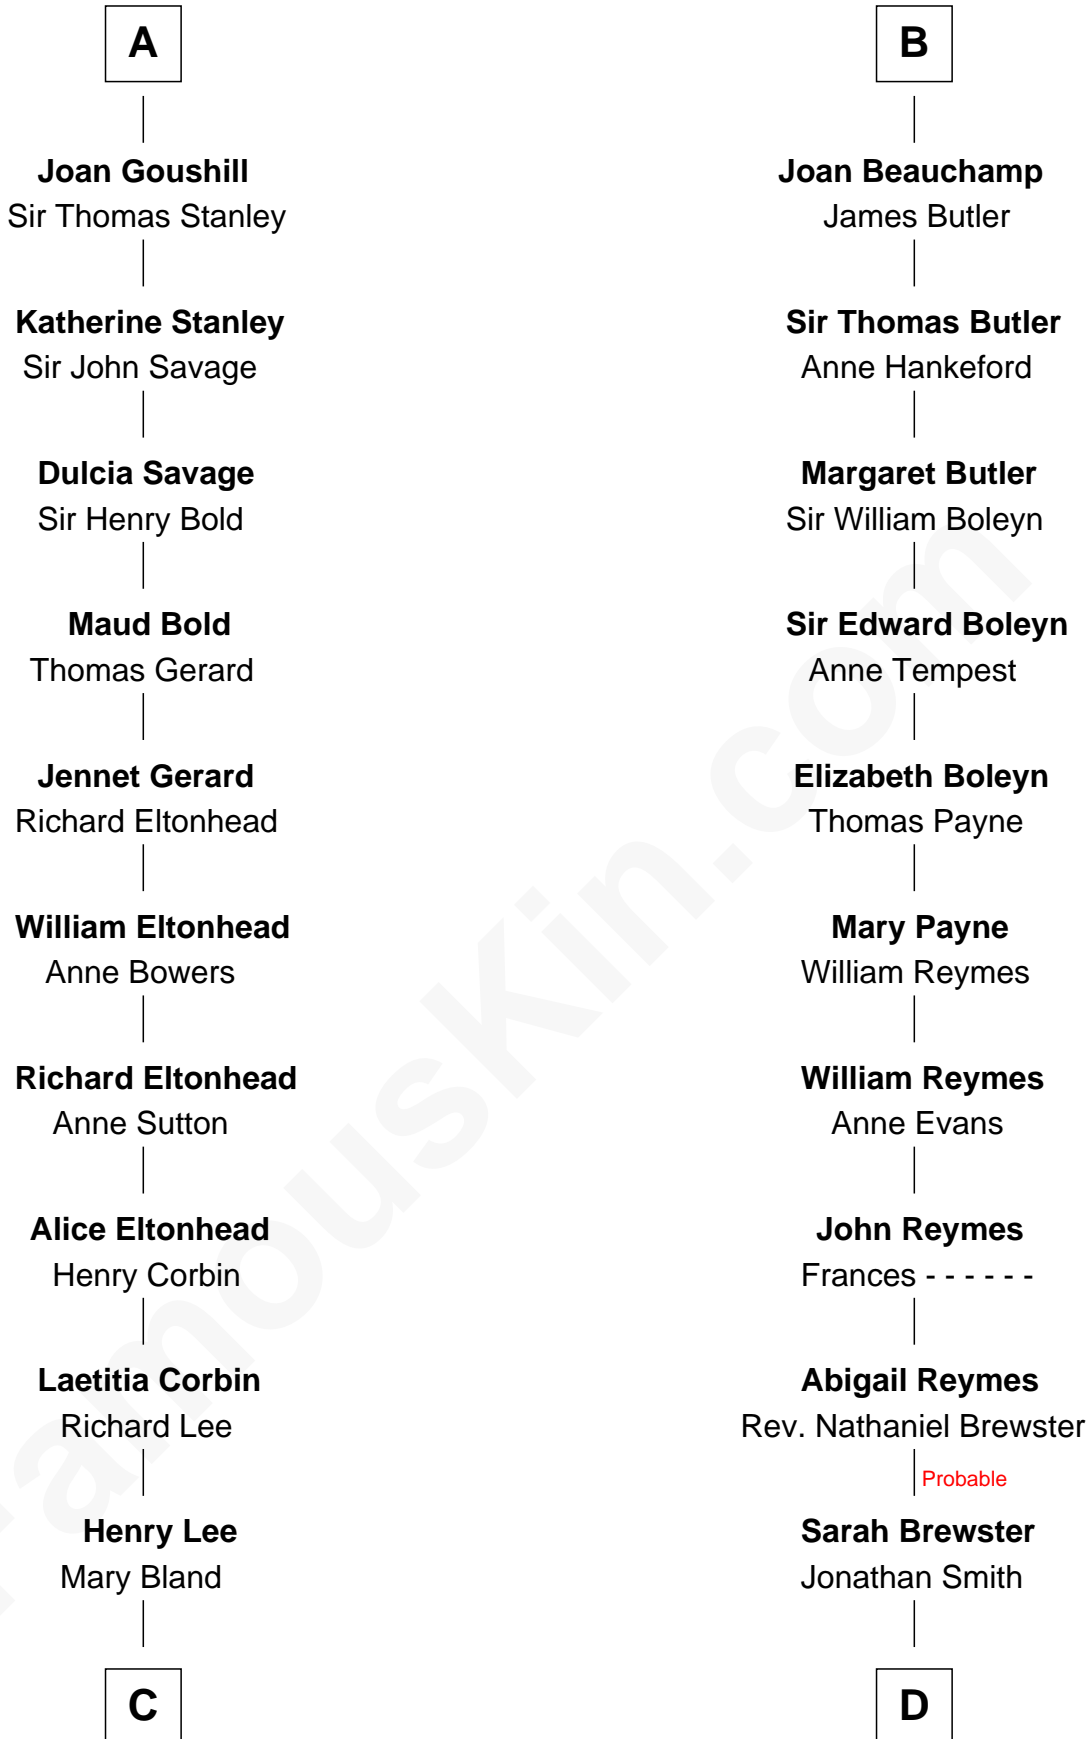 A
Joan Goushill
Sir Thomas Stanley
Katherine Stanley
Sir John Savage
Dulcia Savage
Sir Henry Bold
Maud Bold
Thomas Gerard
Jennet Gerard
Richard Eltonhead
William Eltonhead
Anne Bowers
Richard Eltonhead
Anne Sutton
Alice Eltonhead
Henry Corbin
Laetitia Corbin
Richard Lee
Henry Lee
Mary Bland
C
B
Joan Beauchamp
James Butler
Sir Thomas Butler
Anne Hankeford
Margaret Butler
Sir William Boleyn
Sir Edward Boleyn
Anne Tempest
Elizabeth Boleyn
Thomas Payne
Mary Payne
William Reymes
William Reymes
Anne Evans
John Reymes
Frances - - - - - -
Abigail Reymes
Rev. Nathaniel Brewster
Probable
Sarah Brewster
Jonathan Smith
D
FamousKin.com